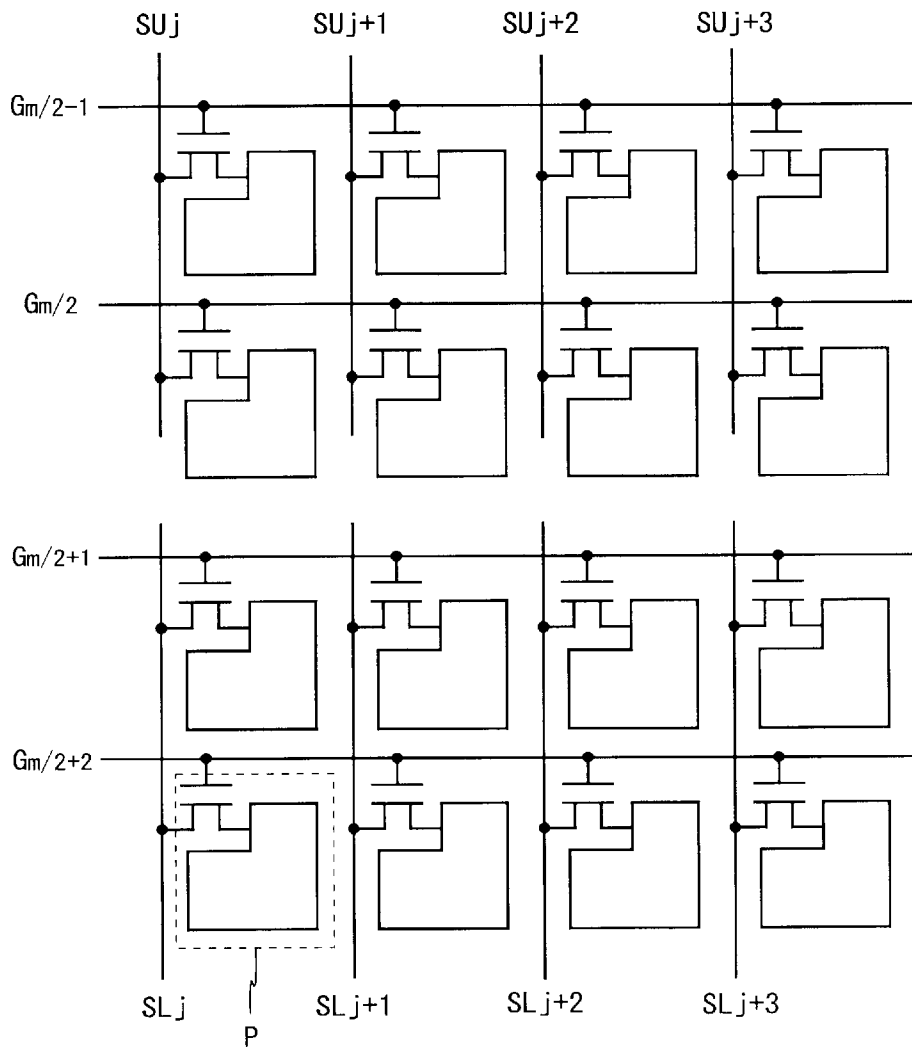 SUj SUj+1 SUj+2 SUj+3
Gm/2-1
Gm/2
Gm/2+1
Gm/2+2
SLj SLj+1 SLj+2 SLj+3
P